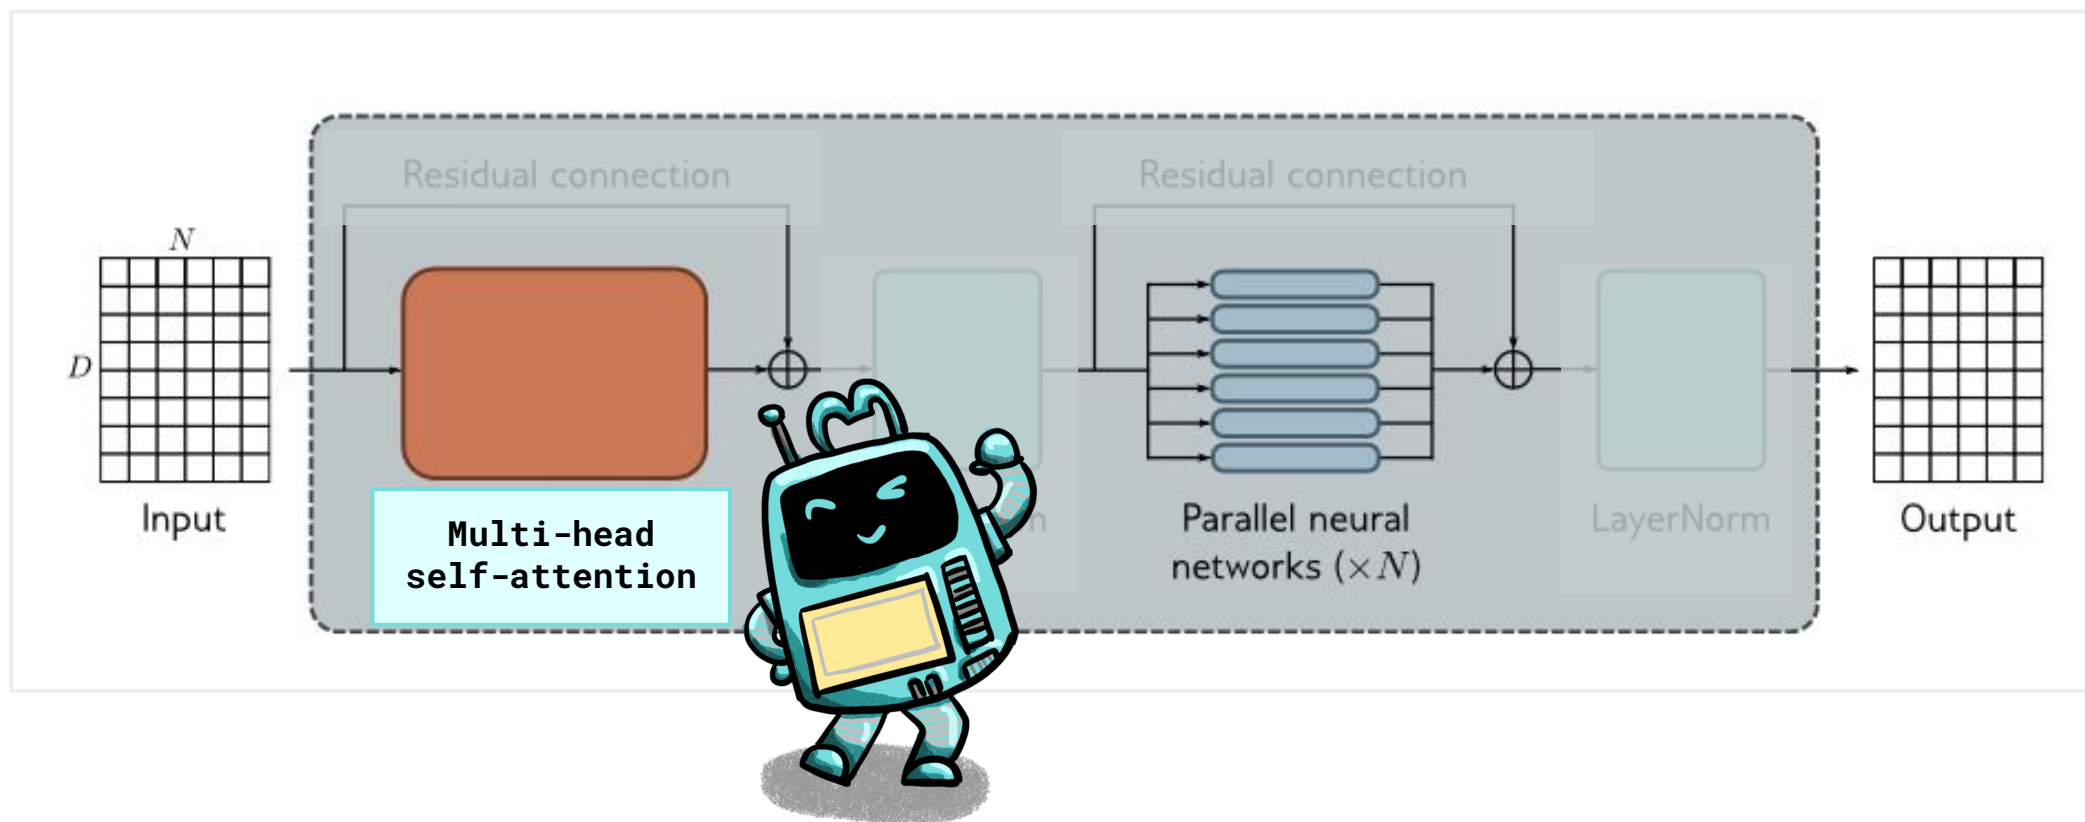 Residual connection
Residual connection
N
D
Input
Multi-head
self-attention
Parallel neural
networks (×N)
LayerNorm
Output